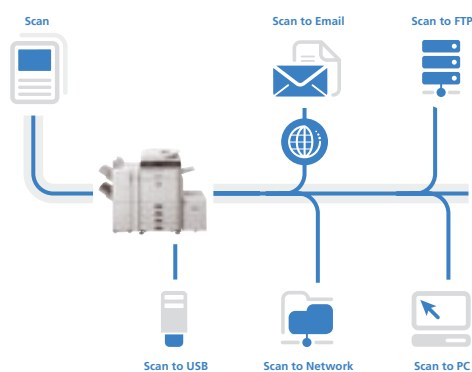 Scan
Scan to Email
Scan to FTP
Scan to USB
Scan to Network
Scan to PC